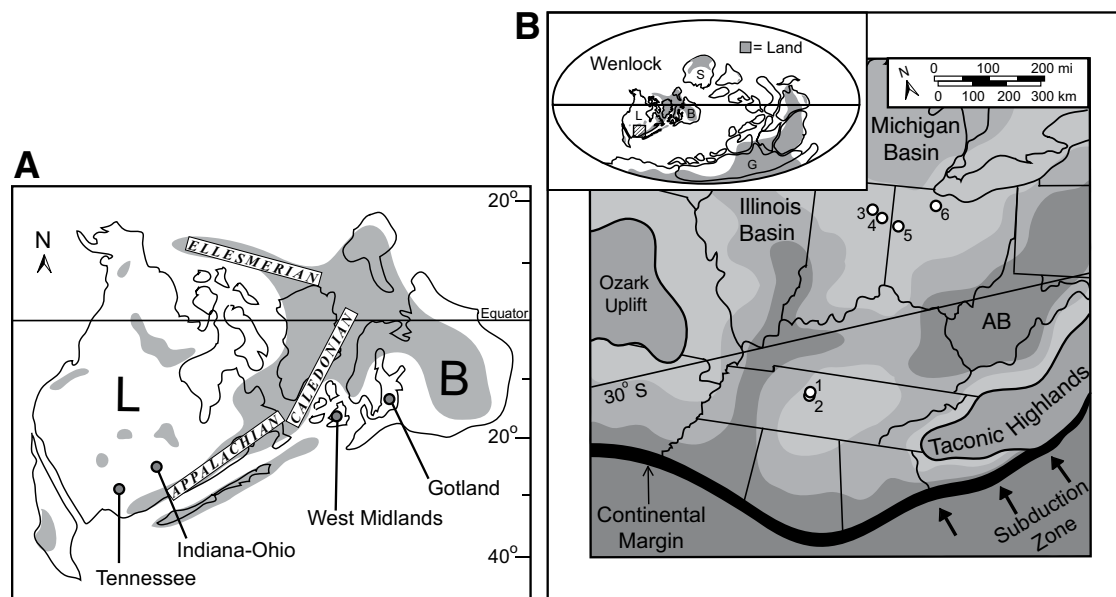 A
N
20°
Equator
20°
40°
ELLESMERIAN
CALEDONIAN
APPALACHIAN
L
B
Gotland
West Midlands
Indiana-Ohio
Tennessee
B
Wenlock
= Land
S
L
B
G
N
0 100 200 mi
0 100 200 300 km
Michigan
Basin
Illinois
Basin
3
4
5
6
Ozark
Uplift
AB
30° S
1
2
Taconic Highlands
Continental
Margin
Subduction
Zone